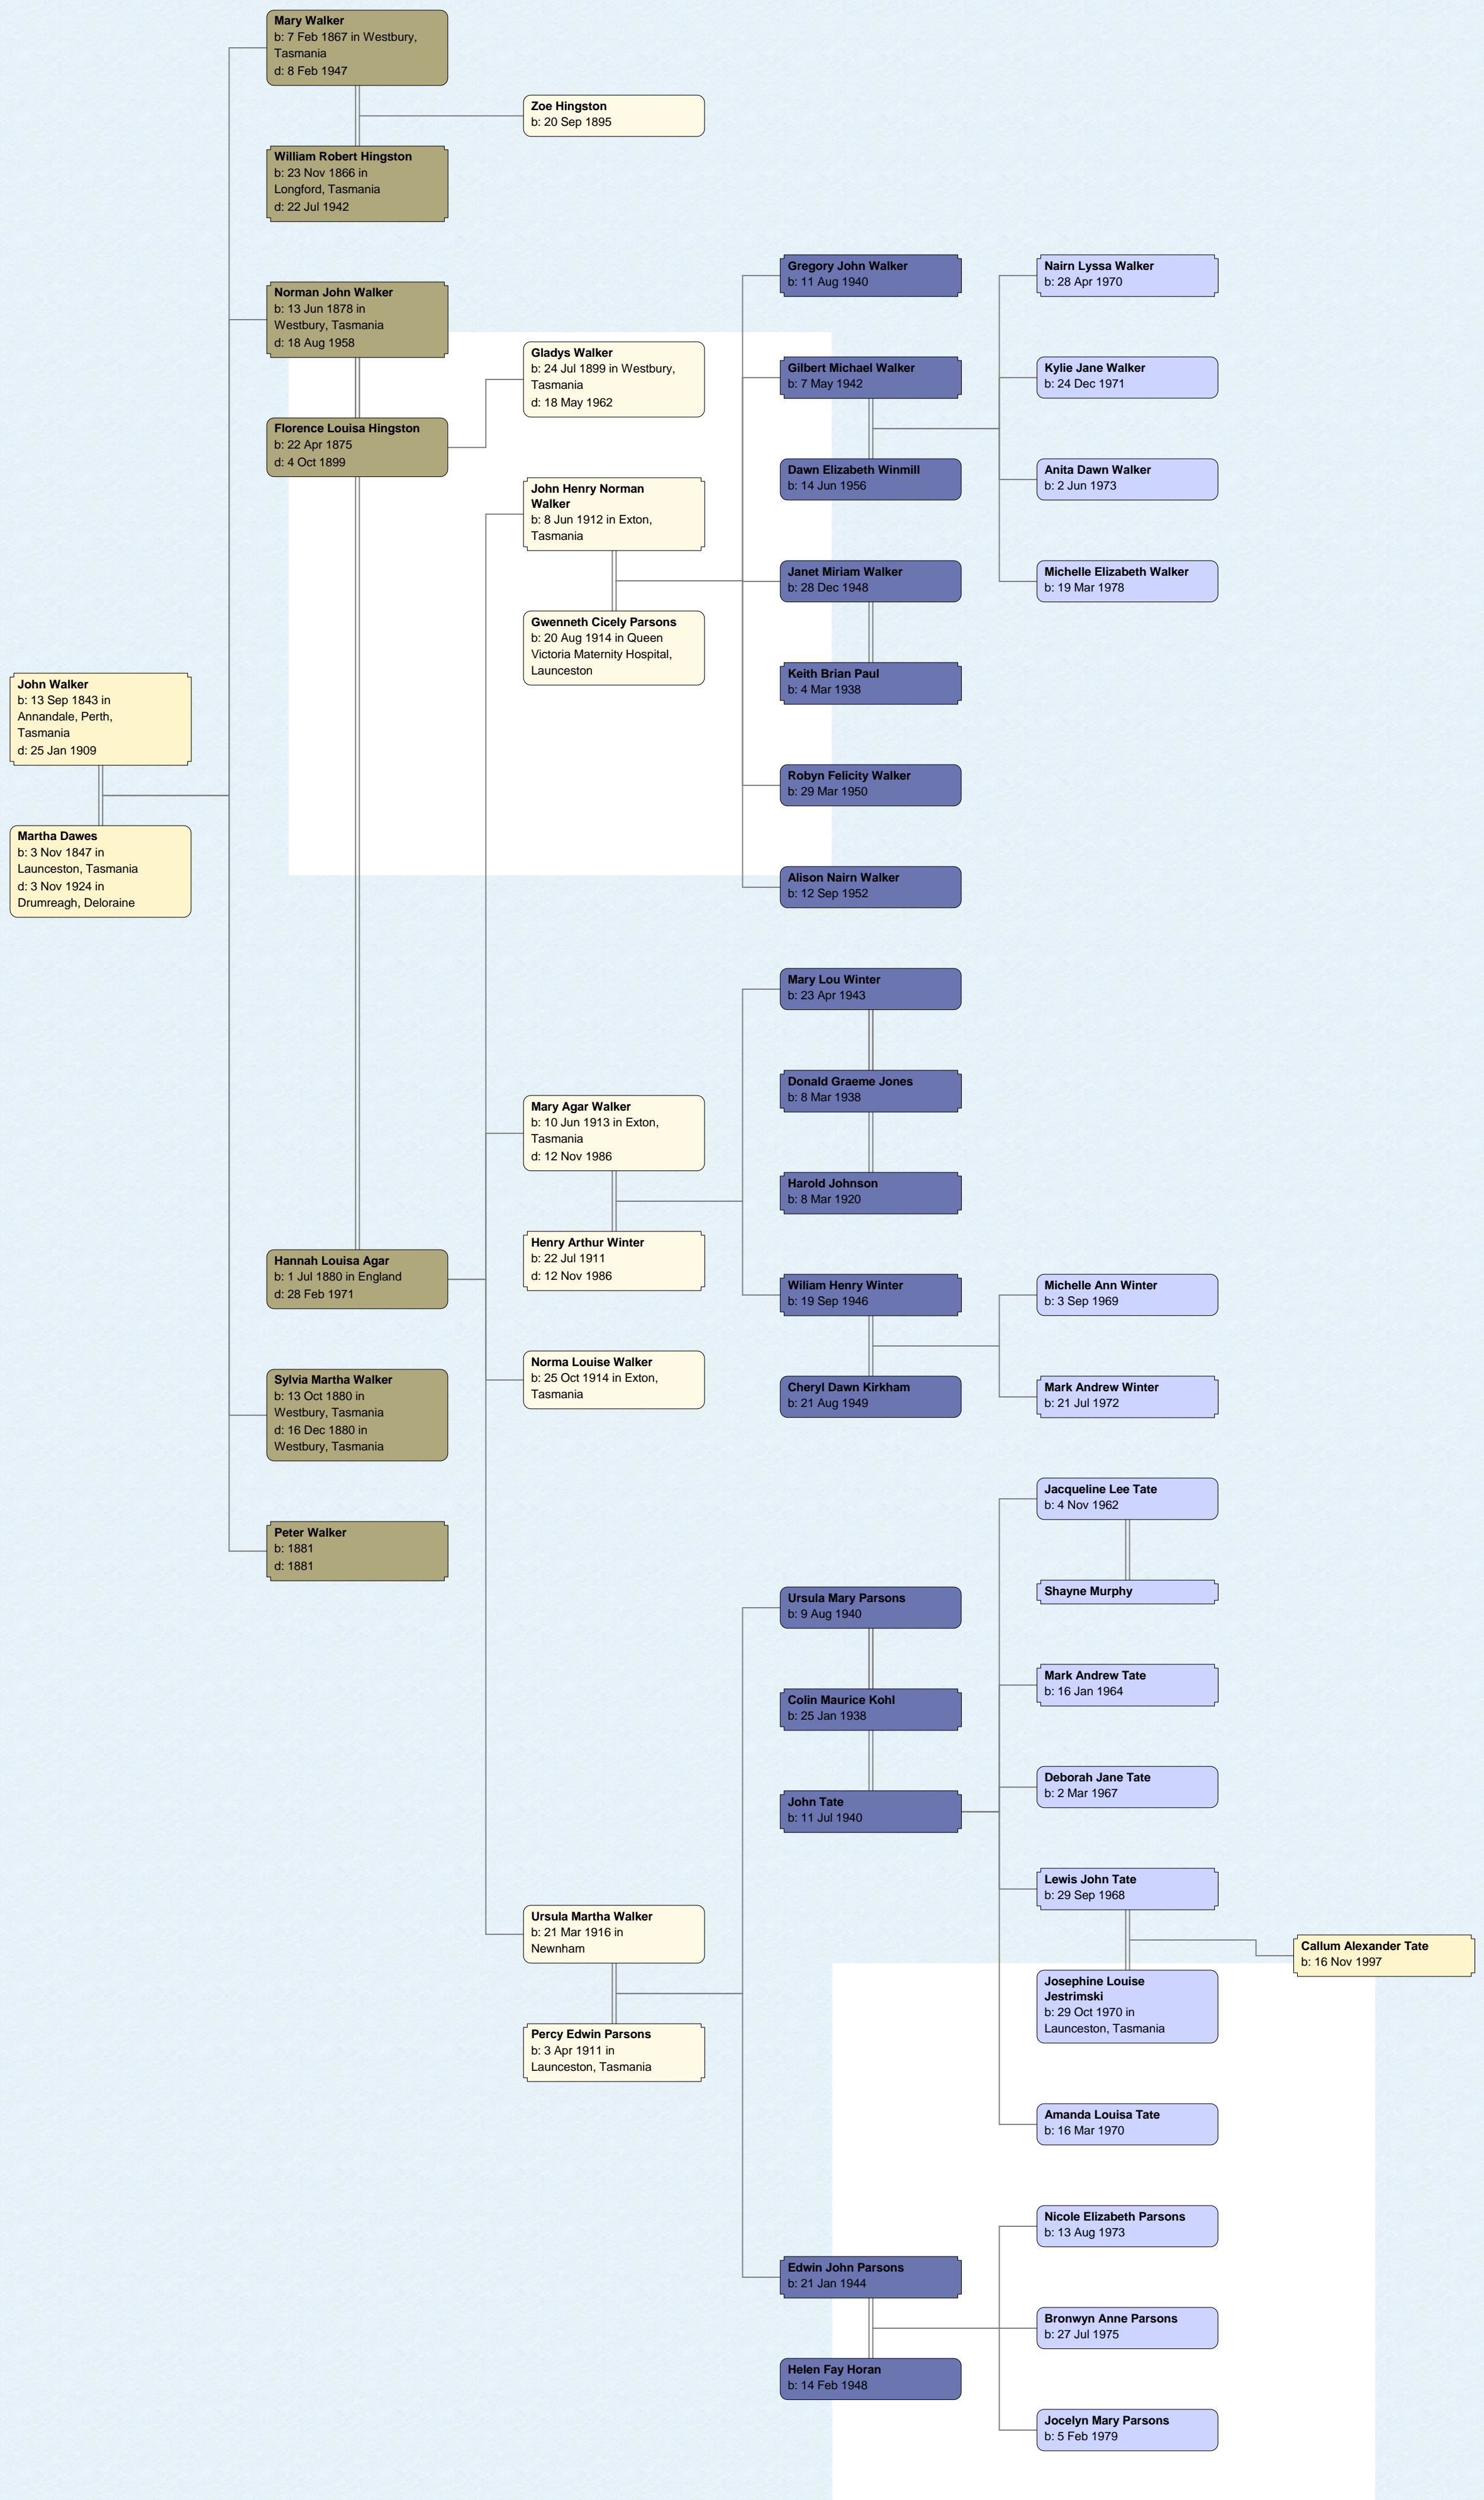 Mary Walker
b: 7 Feb 1867 in Westbury,
Tasmania
d: 8 Feb 1947
Zoe Hingston
b: 20 Sep 1895
William Robert Hingston
b: 23 Nov 1866 in
Longford, Tasmania
d: 22 Jul 1942
Gregory John Walker
b: 11 Aug 1940
Nairn Lyssa Walker
b: 28 Apr 1970
Norman John Walker
b: 13 Jun 1878 in
Westbury, Tasmania
d: 18 Aug 1958
Gladys Walker
b: 24 Jul 1899 in Westbury,
Tasmania
d: 18 May 1962
Gilbert Michael Walker
b: 7 May 1942
Kylie Jane Walker
b: 24 Dec 1971
Florence Louisa Hingston
b: 22 Apr 1875
d: 4 Oct 1899
Dawn Elizabeth Winmill
b: 14 Jun 1956
Anita Dawn Walker
b: 2 Jun 1973
John Henry Norman
Walker
b: 8 Jun 1912 in Exton,
Tasmania
Janet Miriam Walker
b: 28 Dec 1948
Michelle Elizabeth Walker
b: 19 Mar 1978
Gwenneth Cicely Parsons
b: 20 Aug 1914 in Queen
Victoria Maternity Hospital,
Launceston
Keith Brian Paul
b: 4 Mar 1938
John Walker
b: 13 Sep 1843 in
Annandale, Perth,
Tasmania
d: 25 Jan 1909
Robyn Felicity Walker
b: 29 Mar 1950
Martha Dawes
b: 3 Nov 1847 in
Launceston, Tasmania
d: 3 Nov 1924 in
Drumreagh, Deloraine
Alison Nairn Walker
b: 12 Sep 1952
Mary Lou Winter
b: 23 Apr 1943
Donald Graeme Jones
b: 8 Mar 1938
Mary Agar Walker
b: 10 Jun 1913 in Exton,
Tasmania
d: 12 Nov 1986
Harold Johnson
b: 8 Mar 1920
Henry Arthur Winter
b: 22 Jul 1911
d: 12 Nov 1986
Hannah Louisa Agar
b: 1 Jul 1880 in England
d: 28 Feb 1971
Wiliam Henry Winter
b: 19 Sep 1946
Michelle Ann Winter
b: 3 Sep 1969
Norma Louise Walker
b: 25 Oct 1914 in Exton,
Tasmania
Sylvia Martha Walker
b: 13 Oct 1880 in
Westbury, Tasmania
d: 16 Dec 1880 in
Westbury, Tasmania
Cheryl Dawn Kirkham
b: 21 Aug 1949
Mark Andrew Winter
b: 21 Jul 1972
Jacqueline Lee Tate
b: 4 Nov 1962
Peter Walker
b: 1881
d: 1881
Shayne Murphy
Ursula Mary Parsons
b: 9 Aug 1940
Mark Andrew Tate
b: 16 Jan 1964
Colin Maurice Kohl
b: 25 Jan 1938
Deborah Jane Tate
b: 2 Mar 1967
John Tate
b: 11 Jul 1940
Lewis John Tate
b: 29 Sep 1968
Ursula Martha Walker
b: 21 Mar 1916 in
Newnham
Callum Alexander Tate
b: 16 Nov 1997
Josephine Louise
Jestrimski
b: 29 Oct 1970 in
Launceston, Tasmania
Percy Edwin Parsons
b: 3 Apr 1911 in
Launceston, Tasmania
Amanda Louisa Tate
b: 16 Mar 1970
Nicole Elizabeth Parsons
b: 13 Aug 1973
Edwin John Parsons
b: 21 Jan 1944
Bronwyn Anne Parsons
b: 27 Jul 1975
Helen Fay Horan
b: 14 Feb 1948
Jocelyn Mary Parsons
b: 5 Feb 1979